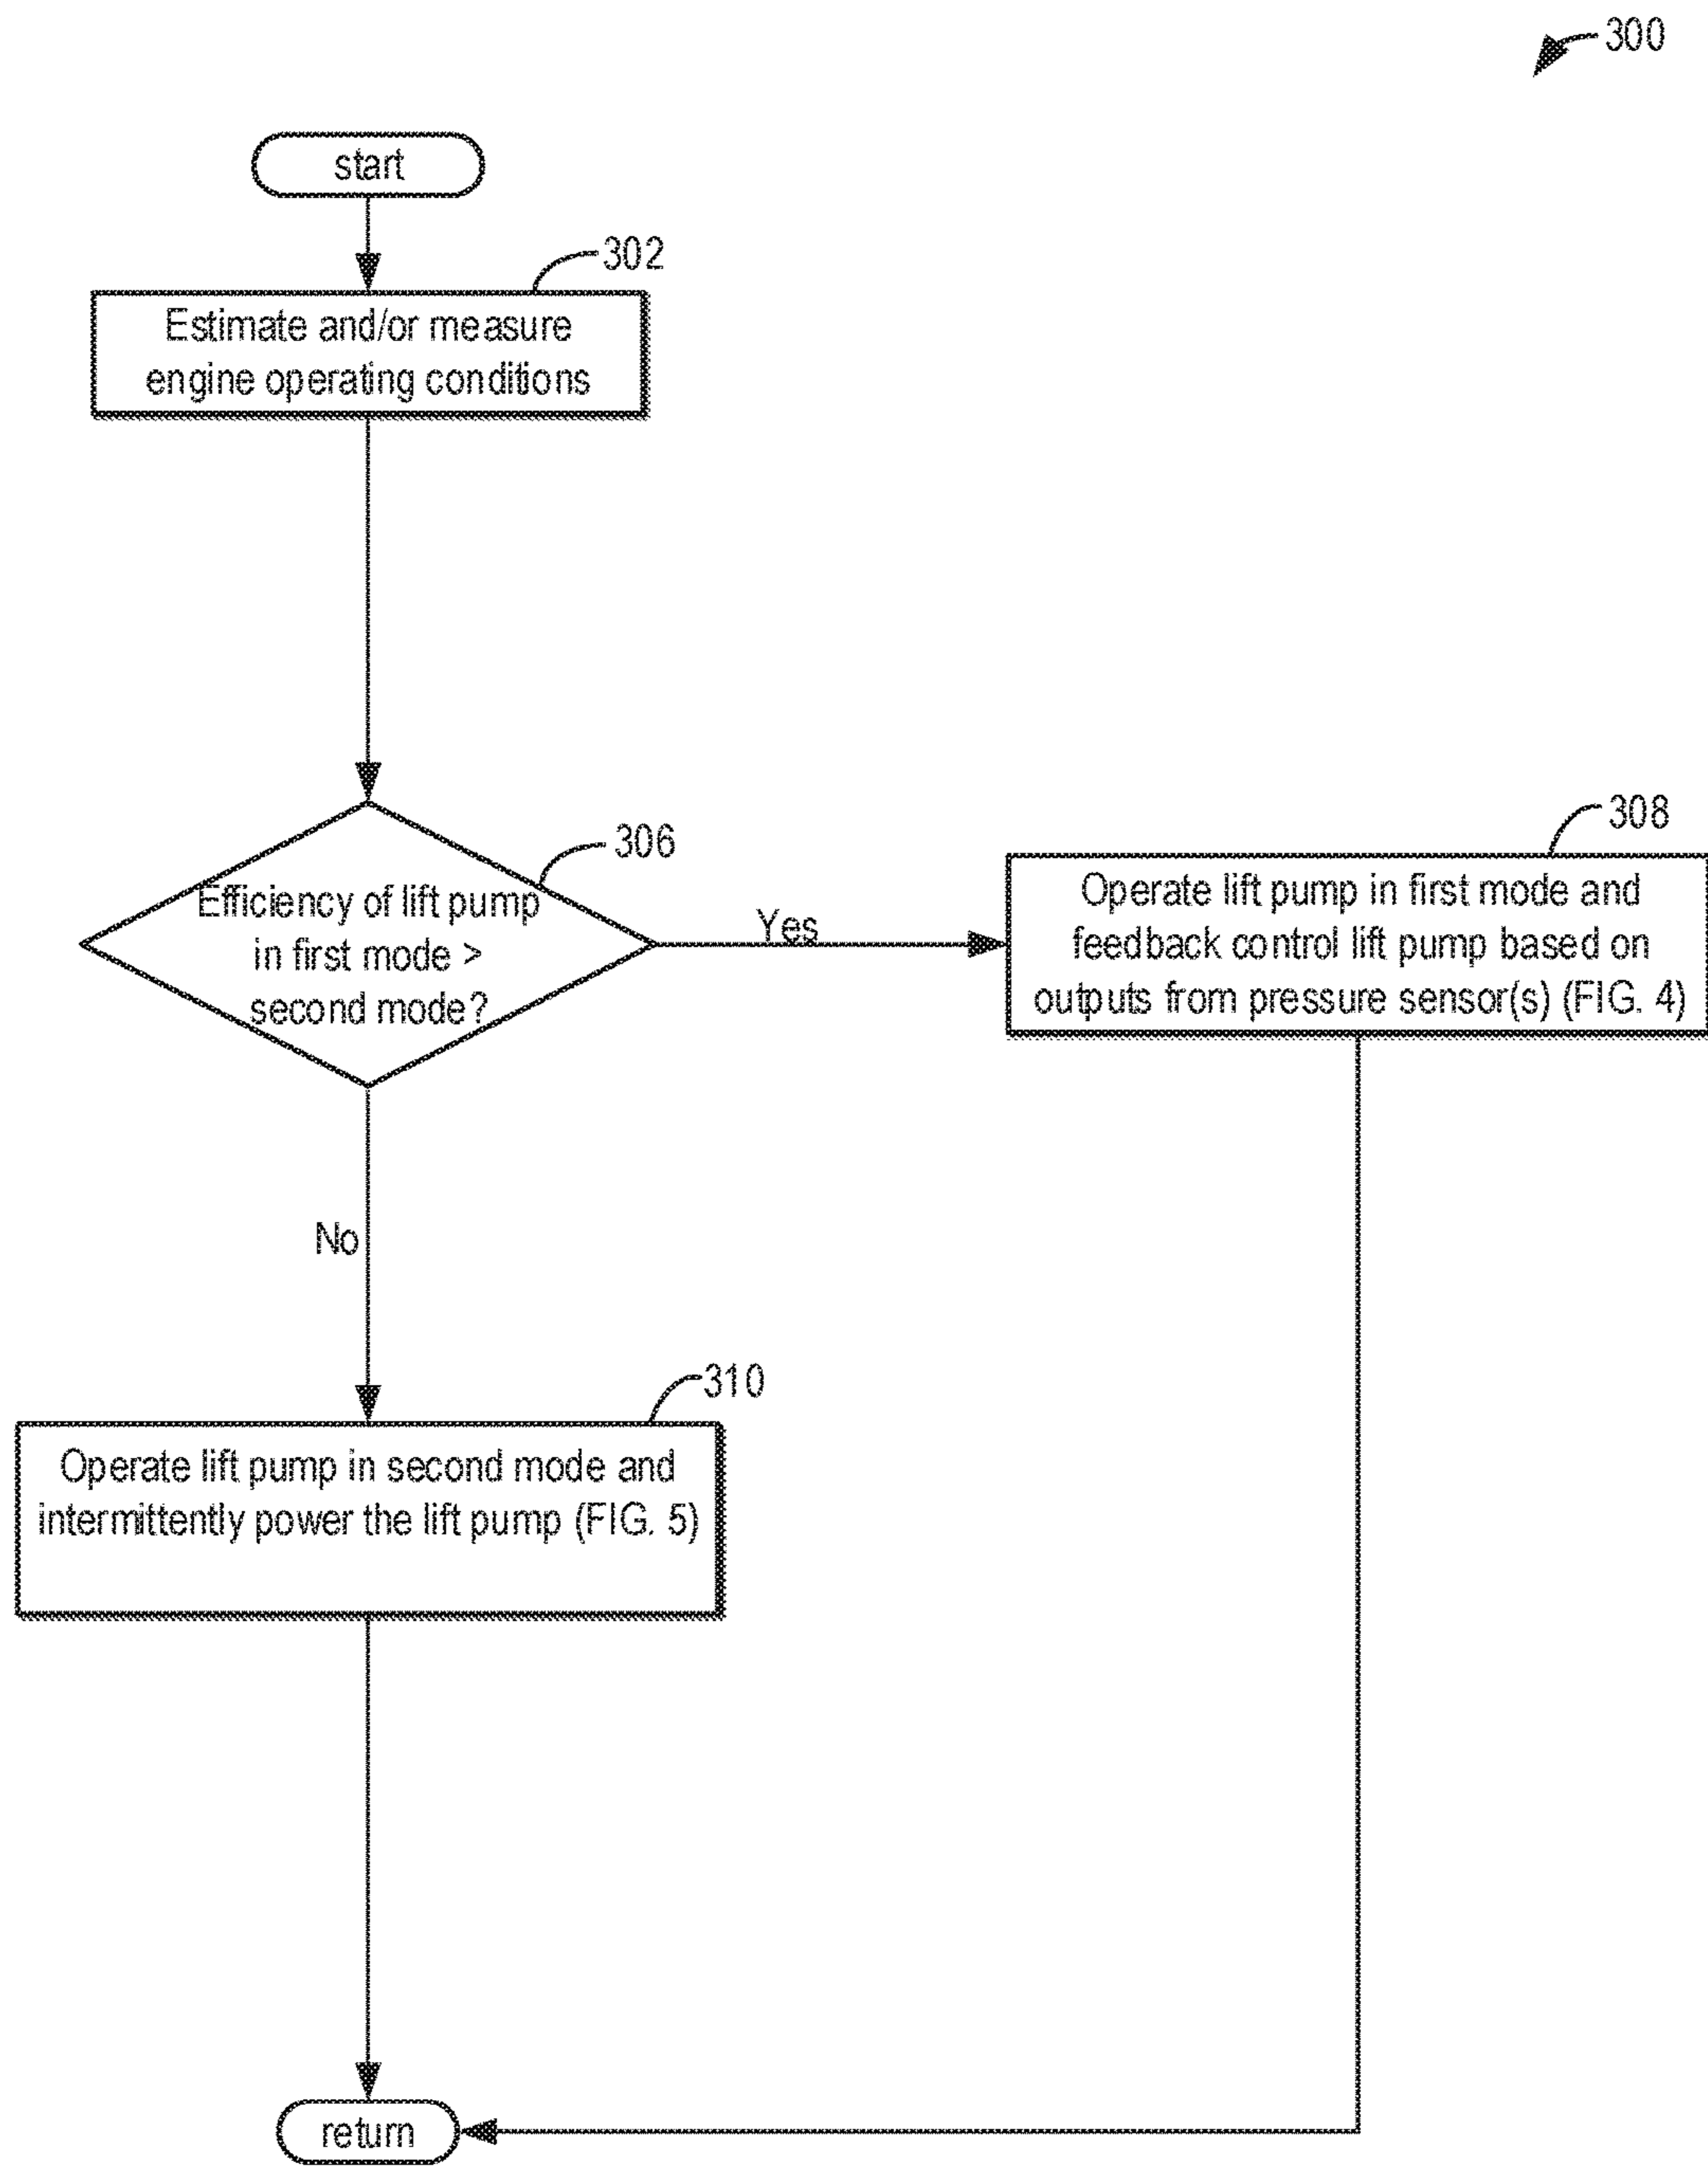 300
start
302
Estimate and/or measure
engine operating conditions
306
Efficiency of lift pump
in first mode >
second mode?
Yes
308
Operate lift pump in first mode and
feedback control lift pump based on
outputs from pressure sensor(s) (FIG. 4)
No
310
Operate lift pump in second mode and
intermittently power the lift pump (FIG. 5)
return